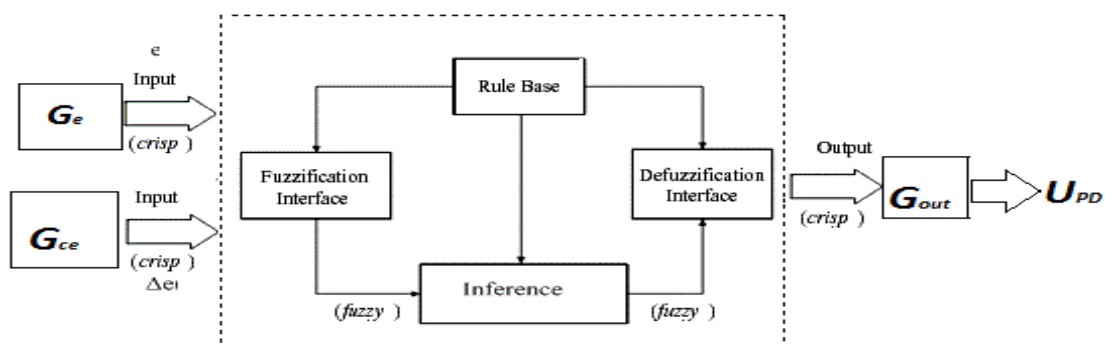 e
Input
Ge
(crisp )
Rule Base
Fuzzification
Interface
Defuzzification
Interface
Output
(crisp )
Gout
UPD
Input
Gce
(crisp )
Δeı
Inference
(fuzzy )
(fuzzy )